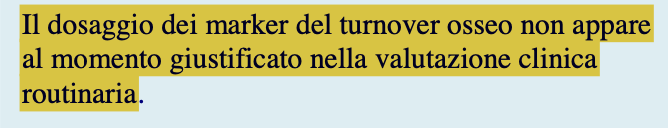 Il dosaggio dei marker del turnover osseo non appare
al momento giustificato nella valutazione clinica
routinaria.